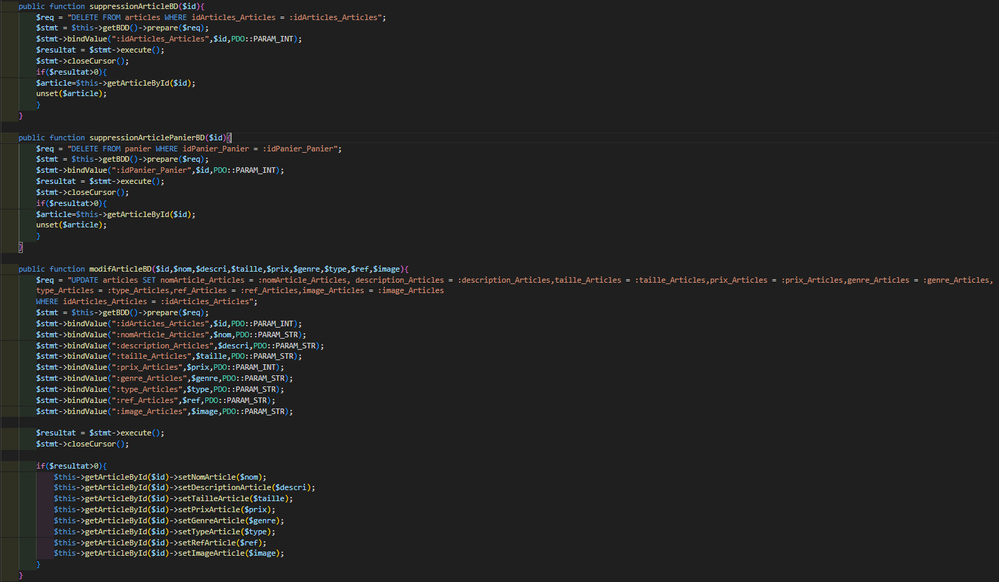 public function suppressionArticleBD($id){
$req = "DELETE FROM articles WHERE idArticles_Articles = :idArticles_Articles";
$stmt = $this->getBDD()->prepare($req);
$stmt->bindValue(":idArticles_Articles",$id,PDO::PARAM_INT);
$resultat = $stmt->execute();
$stmt->closeCursor();
if($resultat>0){
$article=$this->getArticleById($id);
unset($article);
}
}
public function suppressionArticlePanierBD($id){
$req = "DELETE FROM panier WHERE idPanier_Panier = :idPanier_Panier";
$stmt = $this->getBDD()->prepare($req);
$stmt->bindValue(":idPanier_Panier",$id,PDO::PARAM_INT);
$resultat = $stmt->execute();
$stmt->closeCursor();
if($resultat>0){
$article=$this->getArticleById($id);
unset($article);
}
}
public function modifArticleBD($id,$nom,$descri,$taille,$prix,$genre,$type,$ref,$image){
$req = "UPDATE articles SET nomArticle_Articles = :nomArticle_Articles, description_Articles = :description_Articles,taille_Articles = :taille_Articles,prix_Articles = :prix_Articles,genre_Articles = :genre_Articles,
type_Articles = :type_Articles,ref_Articles = :ref_Articles,image_Articles = :image_Articles
WHERE idArticles_Articles = :idArticles_Articles";
$stmt = $this->getBDD()->prepare($req);
$stmt->bindValue(":idArticles_Articles",$id,PDO::PARAM_INT);
$stmt->bindValue(":nomArticle_Articles",$nom,PDO::PARAM_STR);
$stmt->bindValue(":description_Articles",$descri,PDO::PARAM_STR);
$stmt->bindValue(":taille_Articles",$taille,PDO::PARAM_STR);
$stmt->bindValue(":prix_Articles",$prix,PDO::PARAM_INT);
$stmt->bindValue(":genre_Articles",$genre,PDO::PARAM_STR);
$stmt->bindValue(":type_Articles",$type,PDO::PARAM_STR);
$stmt->bindValue(":ref_Articles",$ref,PDO::PARAM_STR);
$stmt->bindValue(":image_Articles",$image,PDO::PARAM_STR);
$resultat = $stmt->execute();
$stmt->closeCursor();
if($resultat>0){
$this->getArticleById($id)->setNomArticle($nom);
$this->getArticleById($id)->setDescriptionArticle($descri);
$this->getArticleById($id)->setTailleArticle($taille);
$this->getArticleById($id)->setPrixArticle($prix);
$this->getArticleById($id)->setGenreArticle($genre);
$this->getArticleById($id)->setTypeArticle($type);
$this->getArticleById($id)->setRefArticle($ref);
$this->getArticleById($id)->setImageArticle($image);
}
}